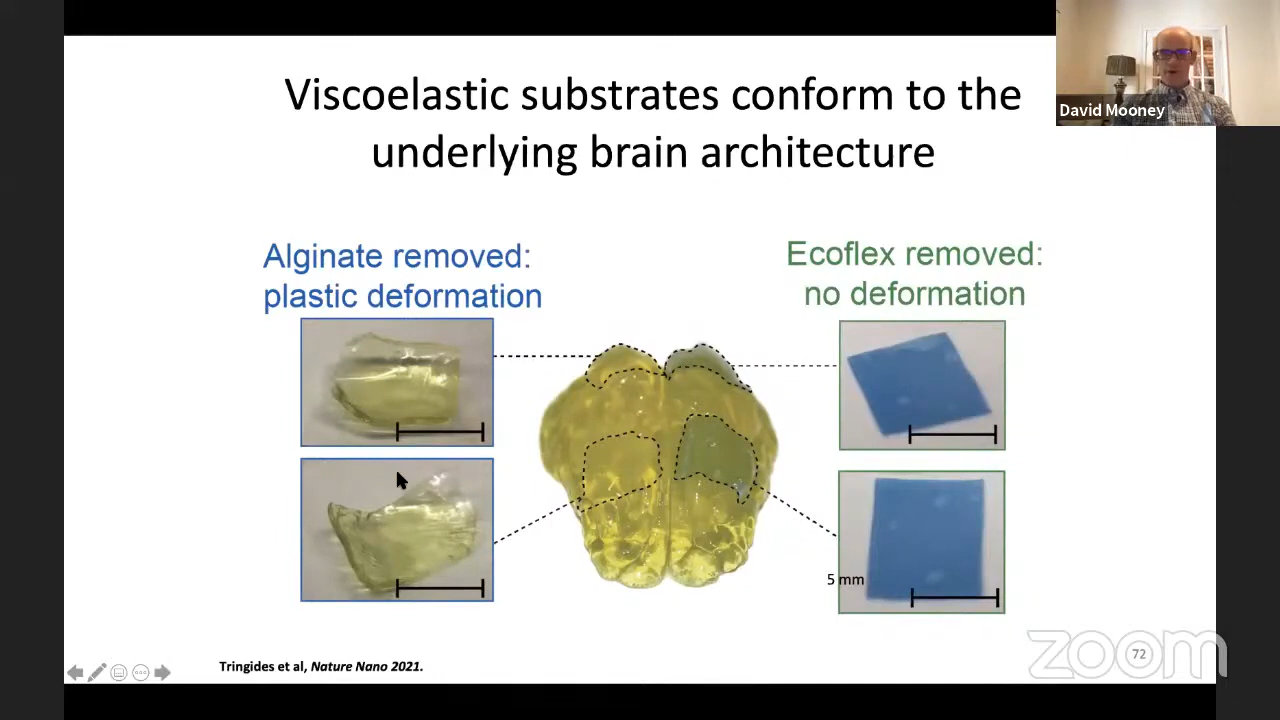 Viscoelastic substrates conform to the
underlying brain architecture
David Mooney
Alginate removed:
plastic deformation
Ecoflex removed:
no deformation
5 mm
Tringides et al, Nature Nano 2021.
zoom
72